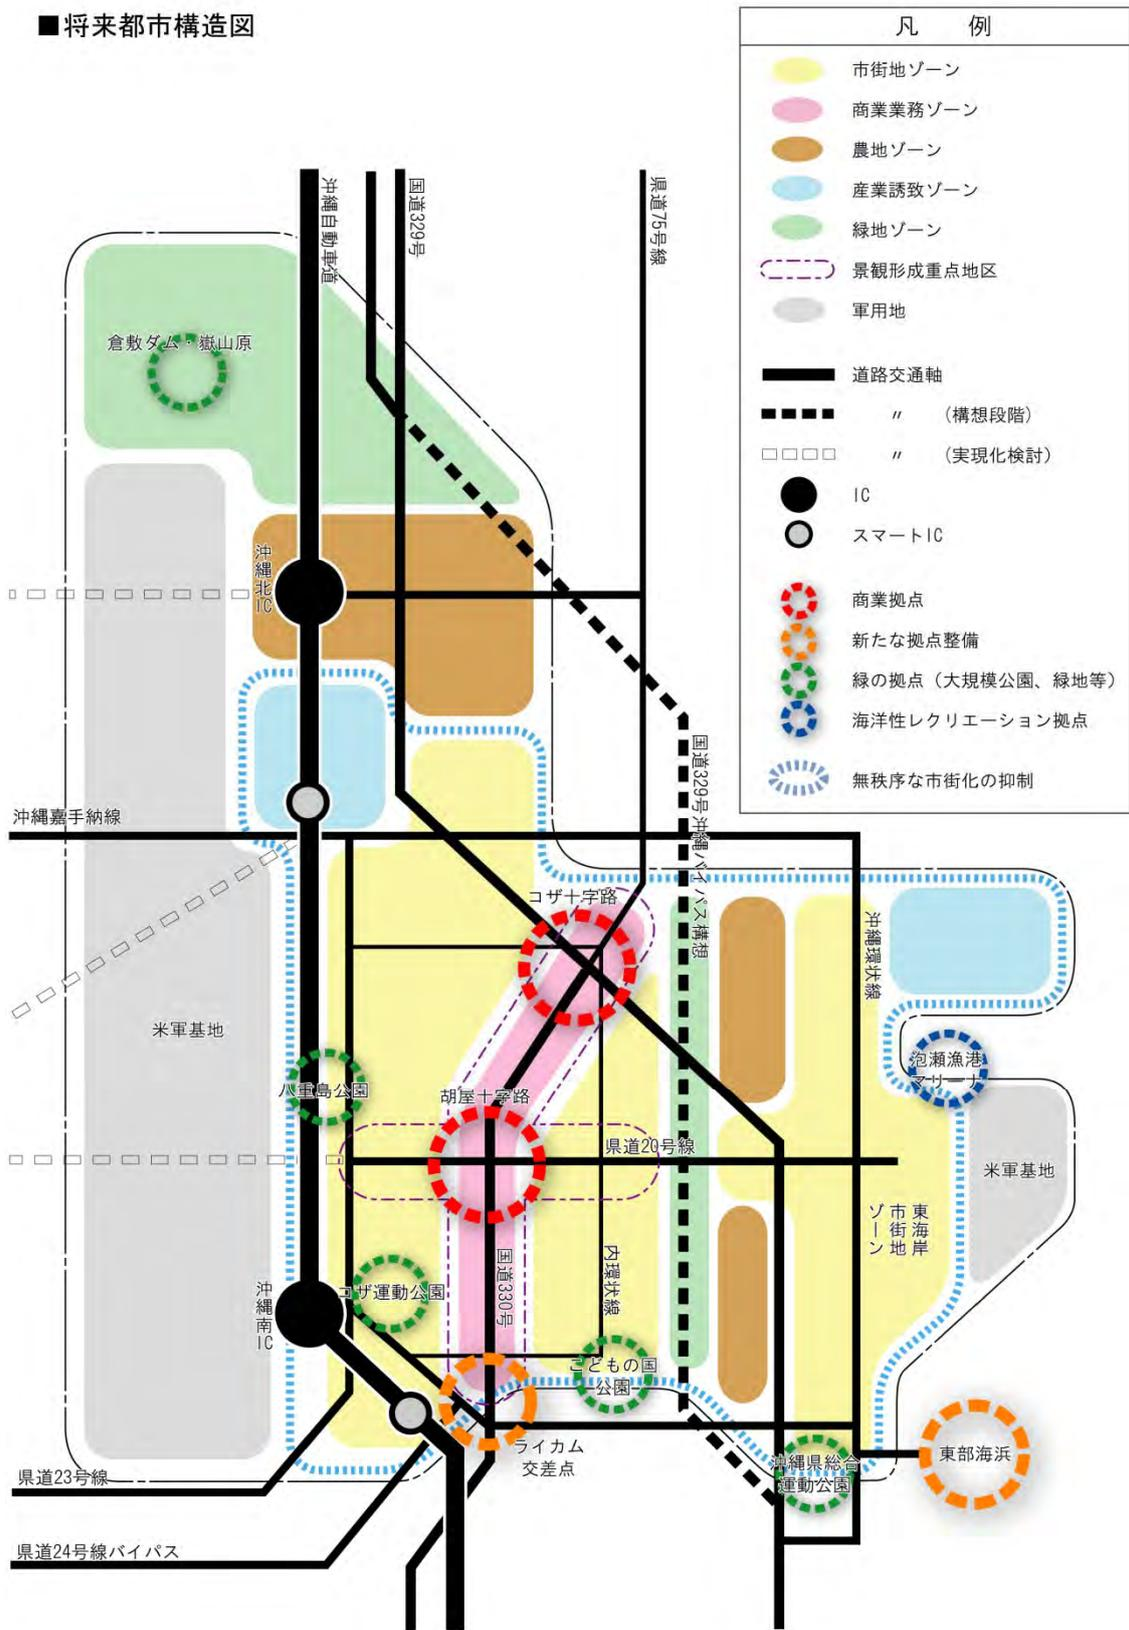 ■将来都市構造図
凡　例
市街地ゾーン
商業業務ゾーン
農地ゾーン
産業誘致ゾーン
緑地ゾーン
景観形成重点地区
軍用地
道路交通軸
〃　（構想段階）
〃　（実現化検討）
IC
スマートIC
商業拠点
新たな拠点整備
緑の拠点（大規模公園、緑地等）
海洋性レクリエーション拠点
無秩序な市街化の抑制
沖縄自動車道
国道329号
県道75号線
倉敷ダム・嶽山原
沖縄北IC
国道329号沖縄バイパス構想
沖縄嘉手納線
コザ十字路
沖縄環状線
米軍基地
泡瀬漁港
マリーナ
八重島公園
胡屋十字路
県道20号線
米軍基地
東海岸
市街地
ゾーン
国道330号
内環状線
沖縄南IC
コザ運動公園
こどもの国
公園
ライカム
交差点
沖縄県総合
運動公園
東部海浜
県道23号線
県道24号線バイパス